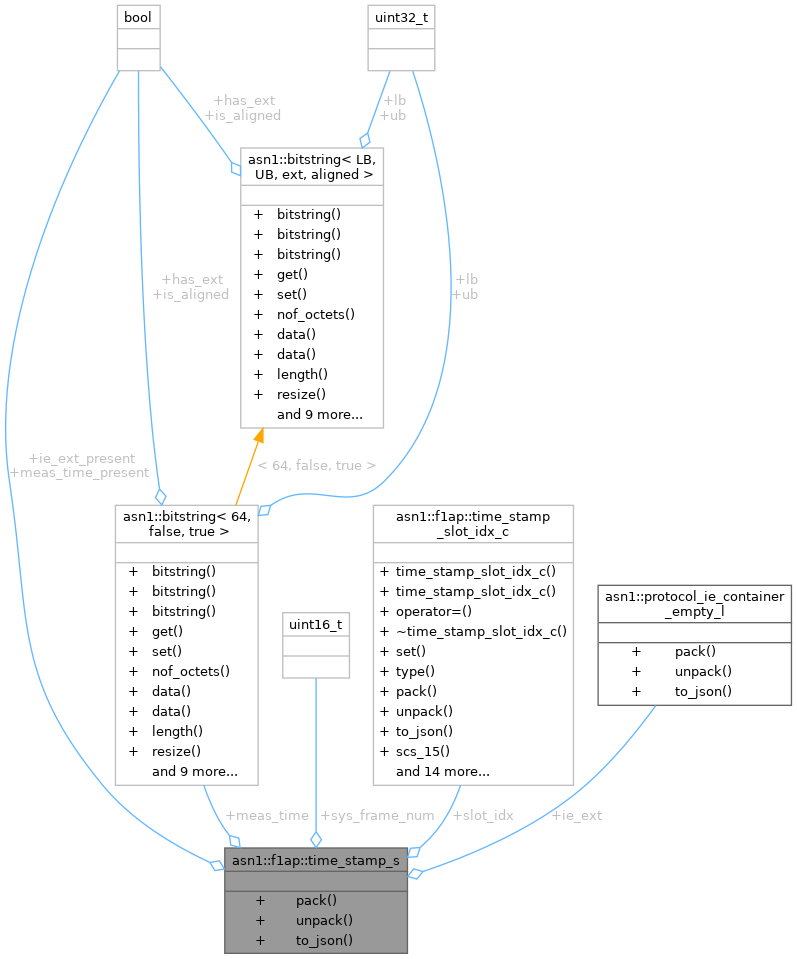 bool
uint32_t
+has_ext
+is_aligned
+lb
+ub
asn1::bitstring< LB,
UB, ext, aligned >
+ bitstring()
+ bitstring()
+ bitstring()
+ get()
+ set()
+ nof_octets()
+ data()
+ data()
+ length()
+ resize()
and 9 more...
+has_ext
+is_aligned
+lb
+ub
+ie_ext_present
+meas_time_present
< 64, false, true >
asn1::bitstring< 64,
false, true >
+ bitstring()
+ bitstring()
+ bitstring()
+ get()
+ set()
+ nof_octets()
+ data()
+ data()
+ length()
+ resize()
and 9 more...
uint16_t
asn1::f1ap::time_stamp
_slot_idx_c
+ time_stamp_slot_idx_c()
+ time_stamp_slot_idx_c()
+ operator=()
+ ~time_stamp_slot_idx_c()
+ set()
+ type()
+ pack()
+ unpack()
+ to_json()
+ scs_15()
and 14 more...
asn1::protocol_ie_container
_empty_l
+ pack()
+ unpack()
+ to_json()
+meas_time
+sys_frame_num
+slot_idx
+ie_ext
asn1::f1ap::time_stamp_s
+ pack()
+ unpack()
+ to_json()